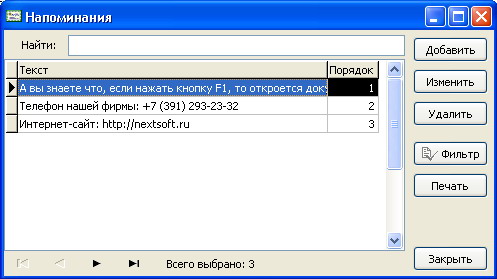 Напоминания
Найти:
Добавить
Текст Порядок
Изменить
А вы знаете что, если нажать кнопку F1, то откроется 1
Телефон нашей фирмы: +7 (391) 293-23-32 2
Удалить
Интернет-сайт: http://nextsoft.ru 3
Фильтр
Печать
Всего выбрано: 3
Закрыть